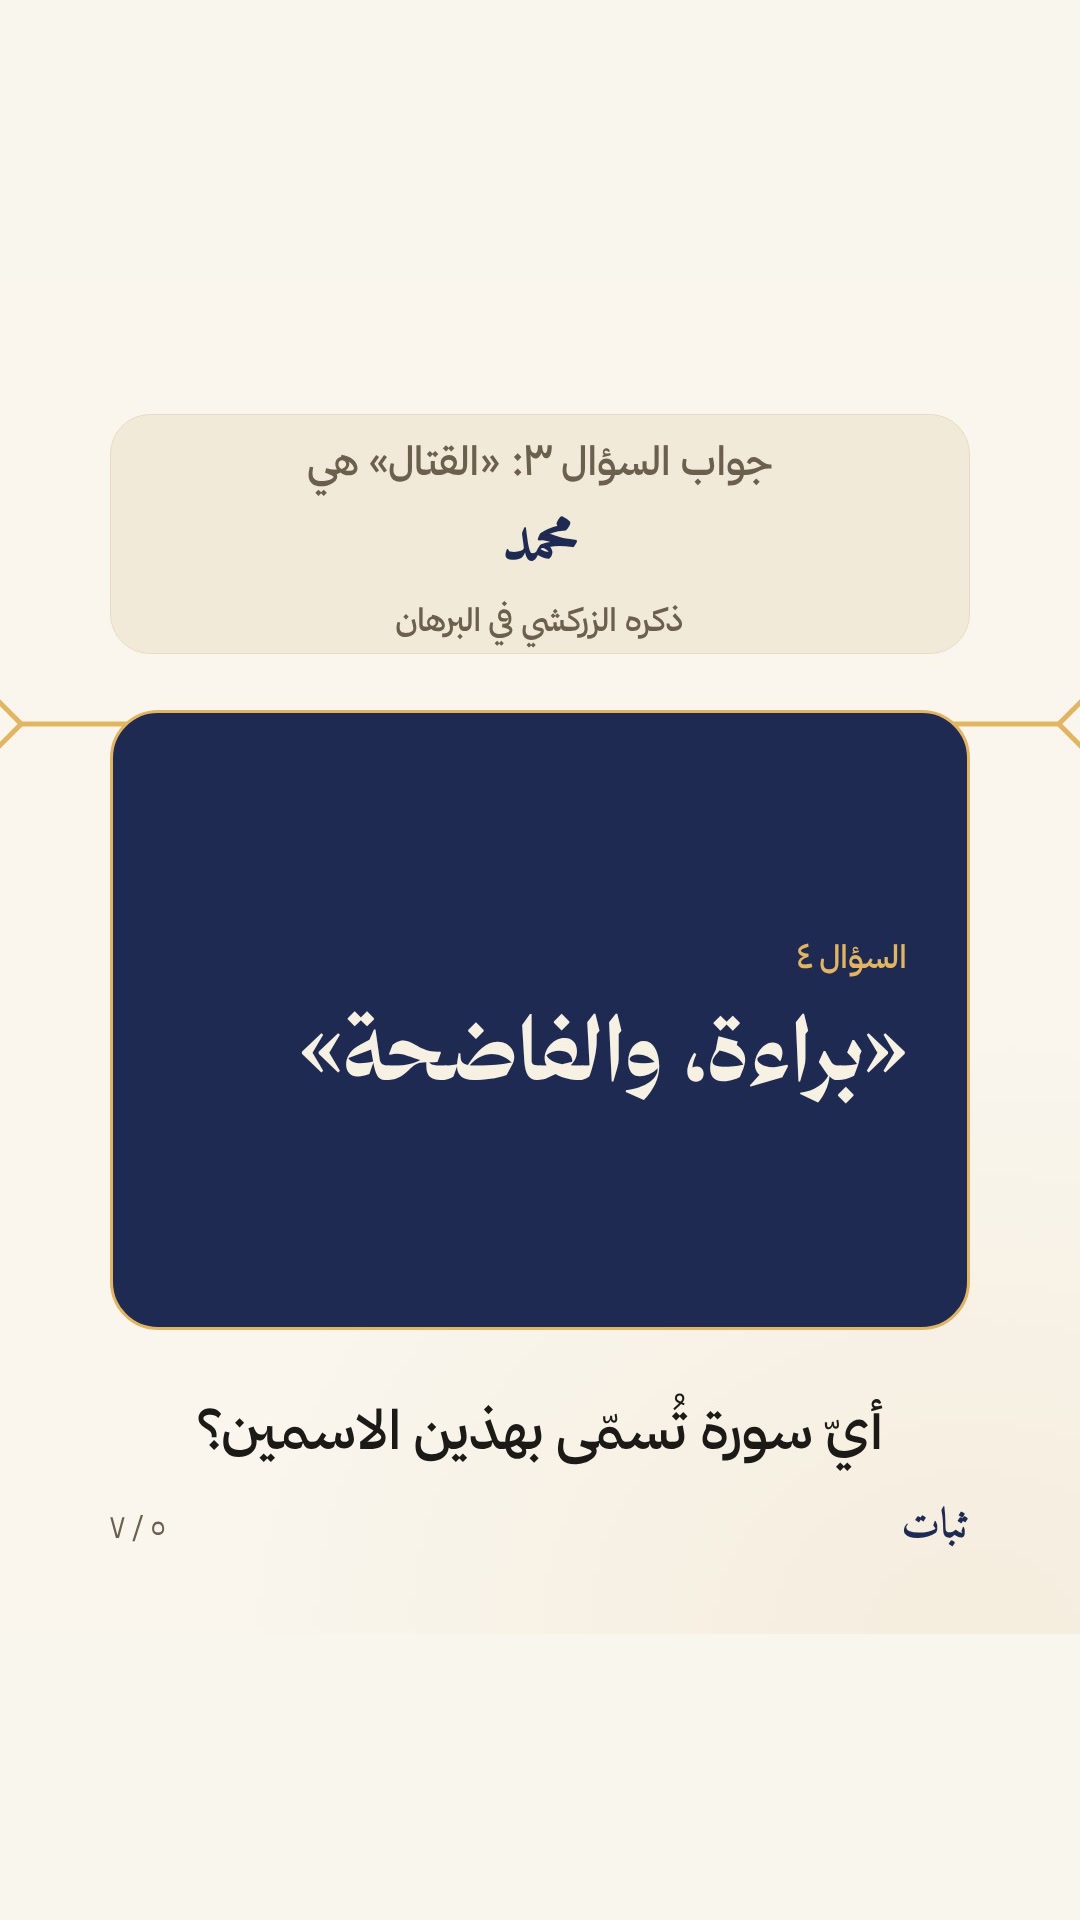 جواب السؤال ٣: «القتال» هي
محمد
ذكره الزركشي في البرهان
السؤال ٤
«براءة، والفاضحة»
أيّ سورة تُسمّى بهذين الاسمين؟
ثبات
٥ / ٧